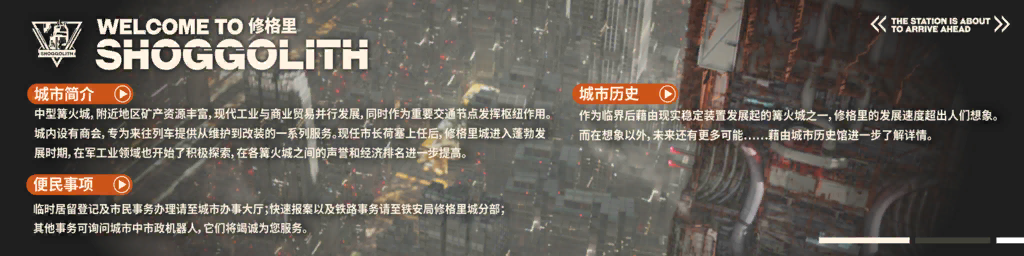 WELCOME TO 修格里
SHOGGOLITH
SHOGGOLITH
THE STATION IS ABOUT
TO ARRIVE AHEAD
城市简介
中型篝火城，附近地区矿产资源丰富，现代工业与商业贸易并行发展，同时作为重要交通节点发挥枢纽作用。
城内设有商会，专为来往列车提供从维护到改装的一系列服务。现任市长荷塞上任后，修格里城进入蓬勃发
展时期，在军工业领域也开始了积极探索，在各篝火城之间的声誉和经济排名进一步提高。
便民事项
临时居留登记及市民事务办理请至城市办事大厅；快速报案以及铁路事务请至铁安局修格里城分部；
其他事务可询问城市中市政机器人，它们将竭诚为您服务。
城市历史
作为临界后藉由现实稳定装置发展起的篝火城之一，修格里的发展速度超出人们想象。
而在想象以外，未来还有更多可能……藉由城市历史馆进一步了解详情。